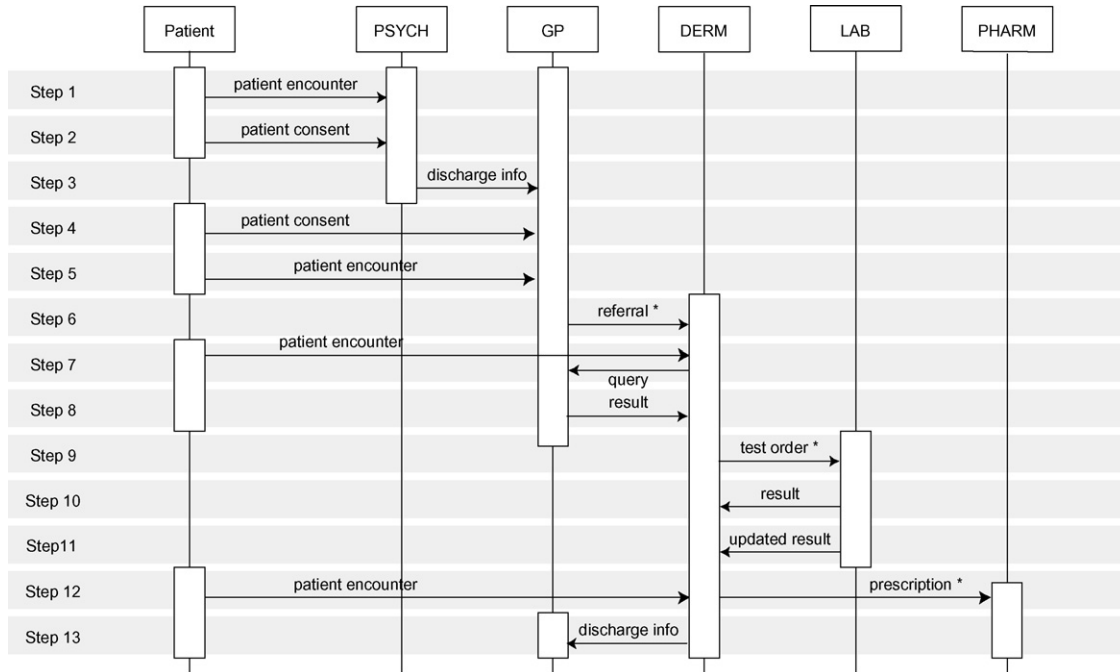 Patient
PSYCH
GP
DERM
LAB
PHARM
Step 1
patient encounter
Step 2
patient consent
Step 3
discharge info
Step 4
patient consent
Step 5
patient encounter
Step 6
referral *
Step 7
patient encounter
query
Step 8
result
Step 9
test order *
Step 10
result
Step11
updated result
Step 12
patient encounter
prescription *
Step 13
discharge info